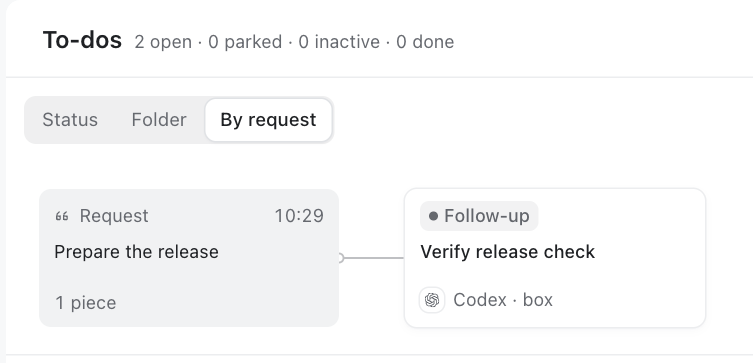 To-dos 2 open · 0 parked · 0 inactive · 0 done
Status Folder By request
Request 10:29
Prepare the release
1 piece
Follow-up
Verify release check
Codex · box